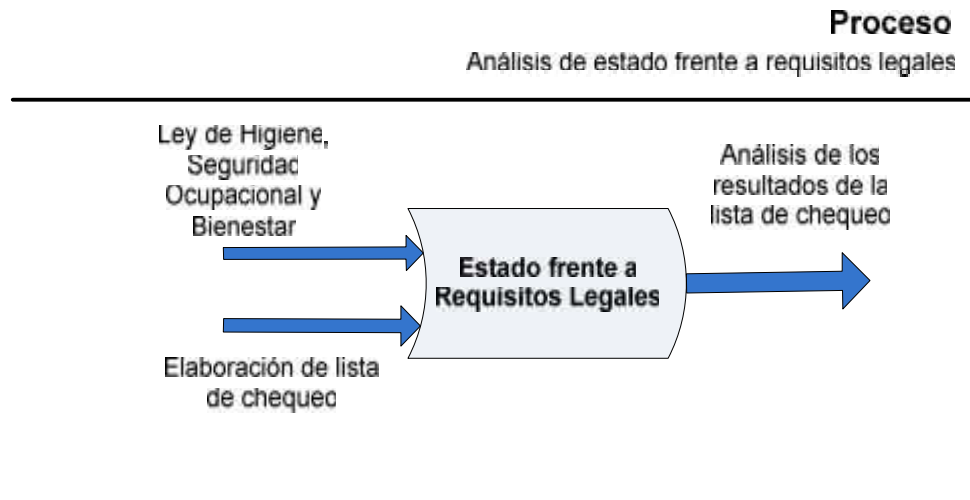 Proceso
Análisis de estado frente a requisitos legales
Ley de Higiene,
Seguridad
Ocupacional y
Bienestar
Análisis de los
resultados de la
lista de chequeo
Estado frente a
Requisitos Legales
Elaboración de lista
de chequeo